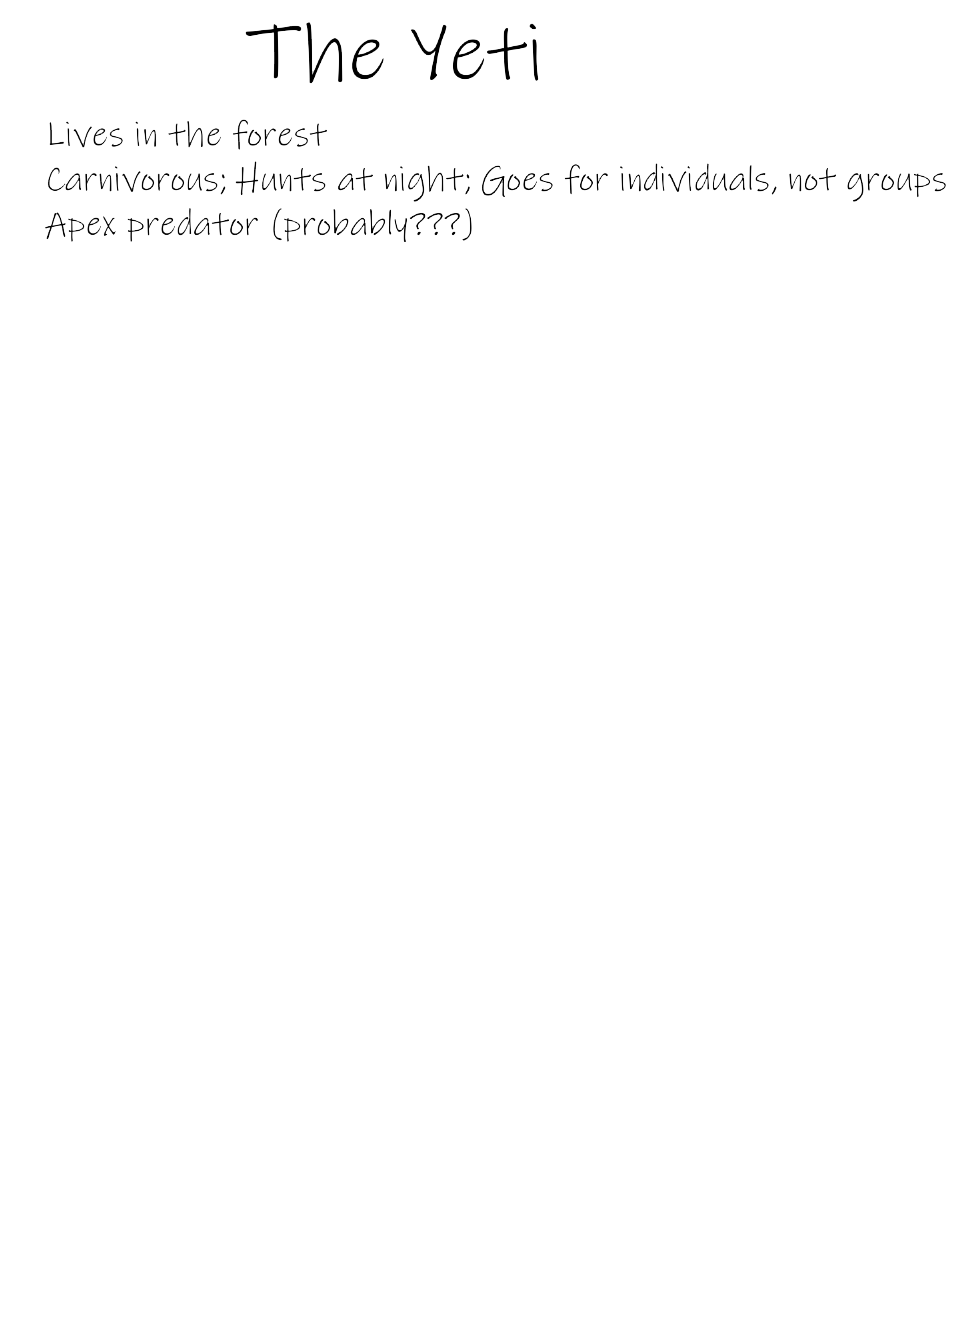 The Yeti
Lives in the forest
Carnivorous; Hunts at night; Goes for individuals, not groups
Apex predator (probably???)